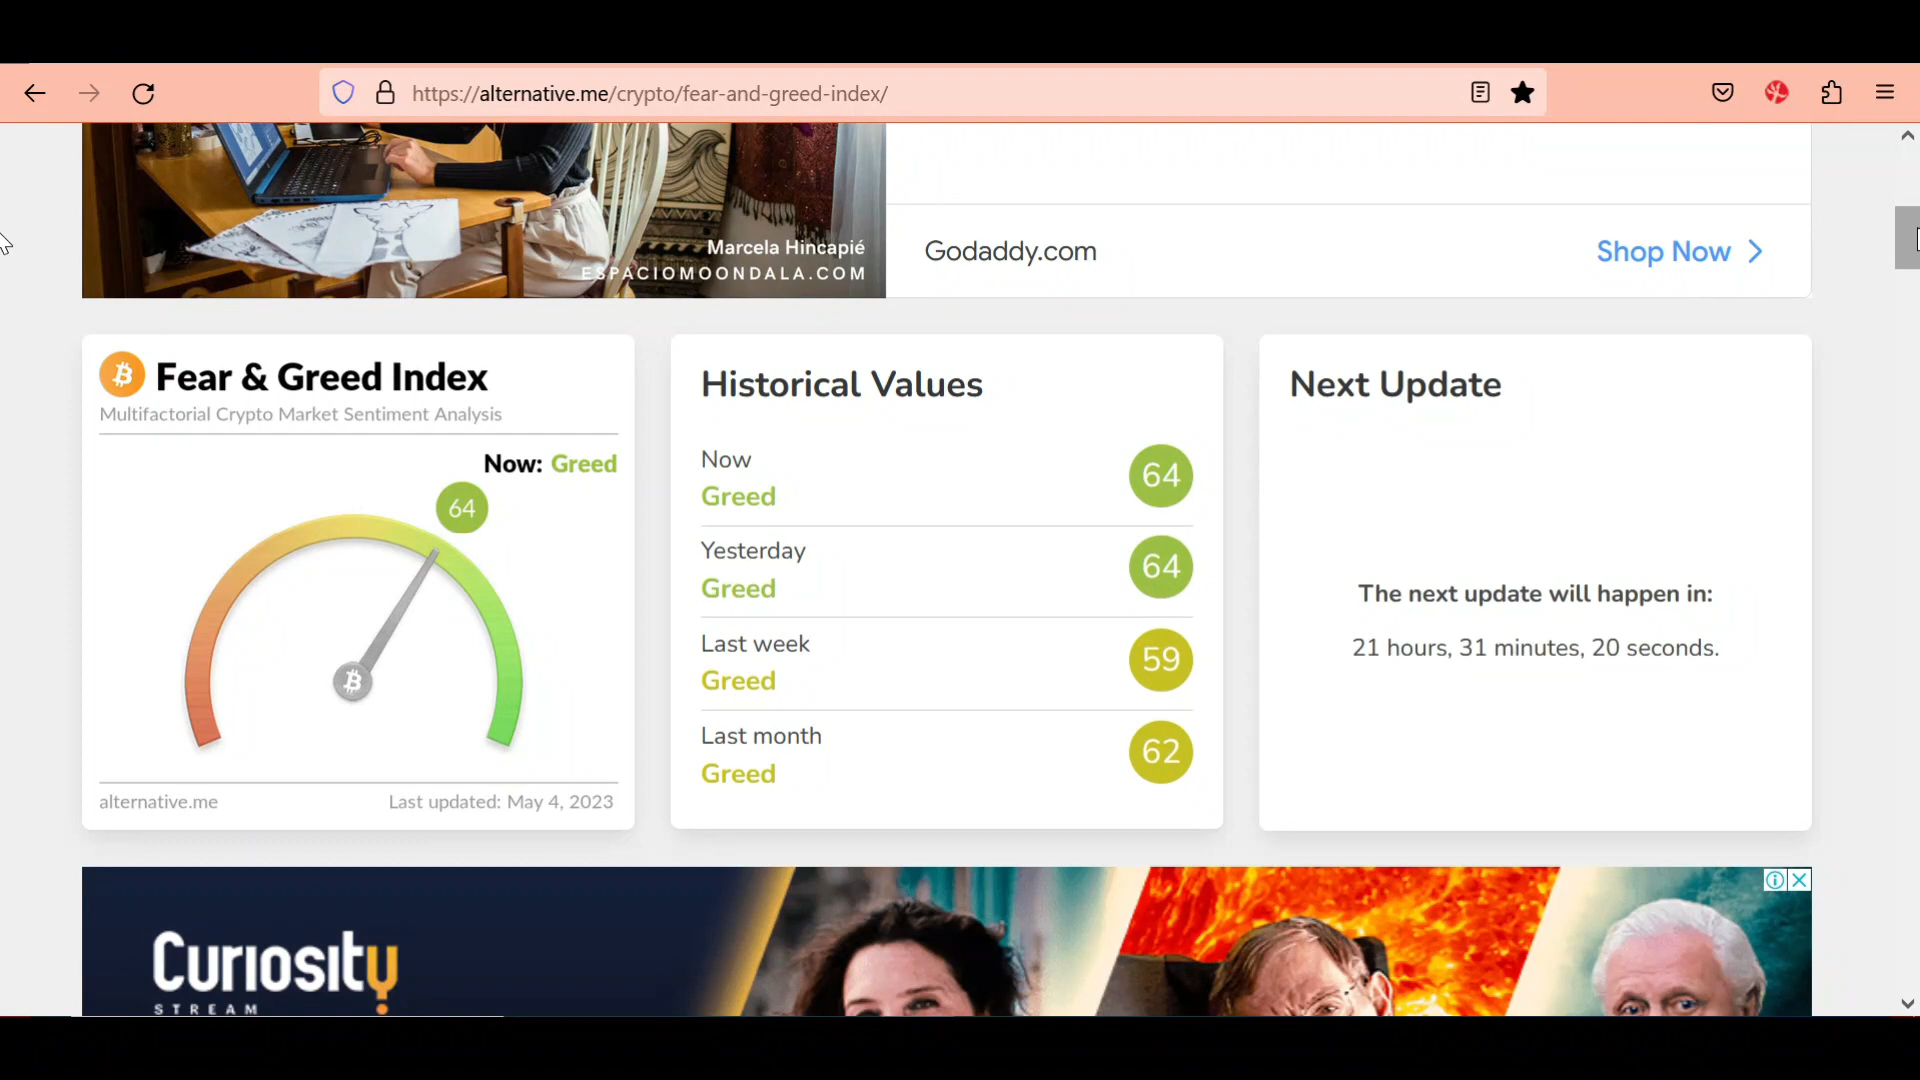 https://alternative.me/crypto/fear-and-greed-index/
Marcela Hincapié
ESPACIOMOONDALA.COM
Godaddy.com
Shop Now
Fear & Greed Index
Multifactorial Crypto Market Sentiment Analysis
Now: Greed
64
alternative.me
Last updated: May 4, 2023
Historical Values
Now
Greed
64
Yesterday
Greed
64
Last week
Greed
59
Last month
Greed
62
Next Update
The next update will happen in:
21 hours, 31 minutes, 20 seconds.
Curiosity
STREAM